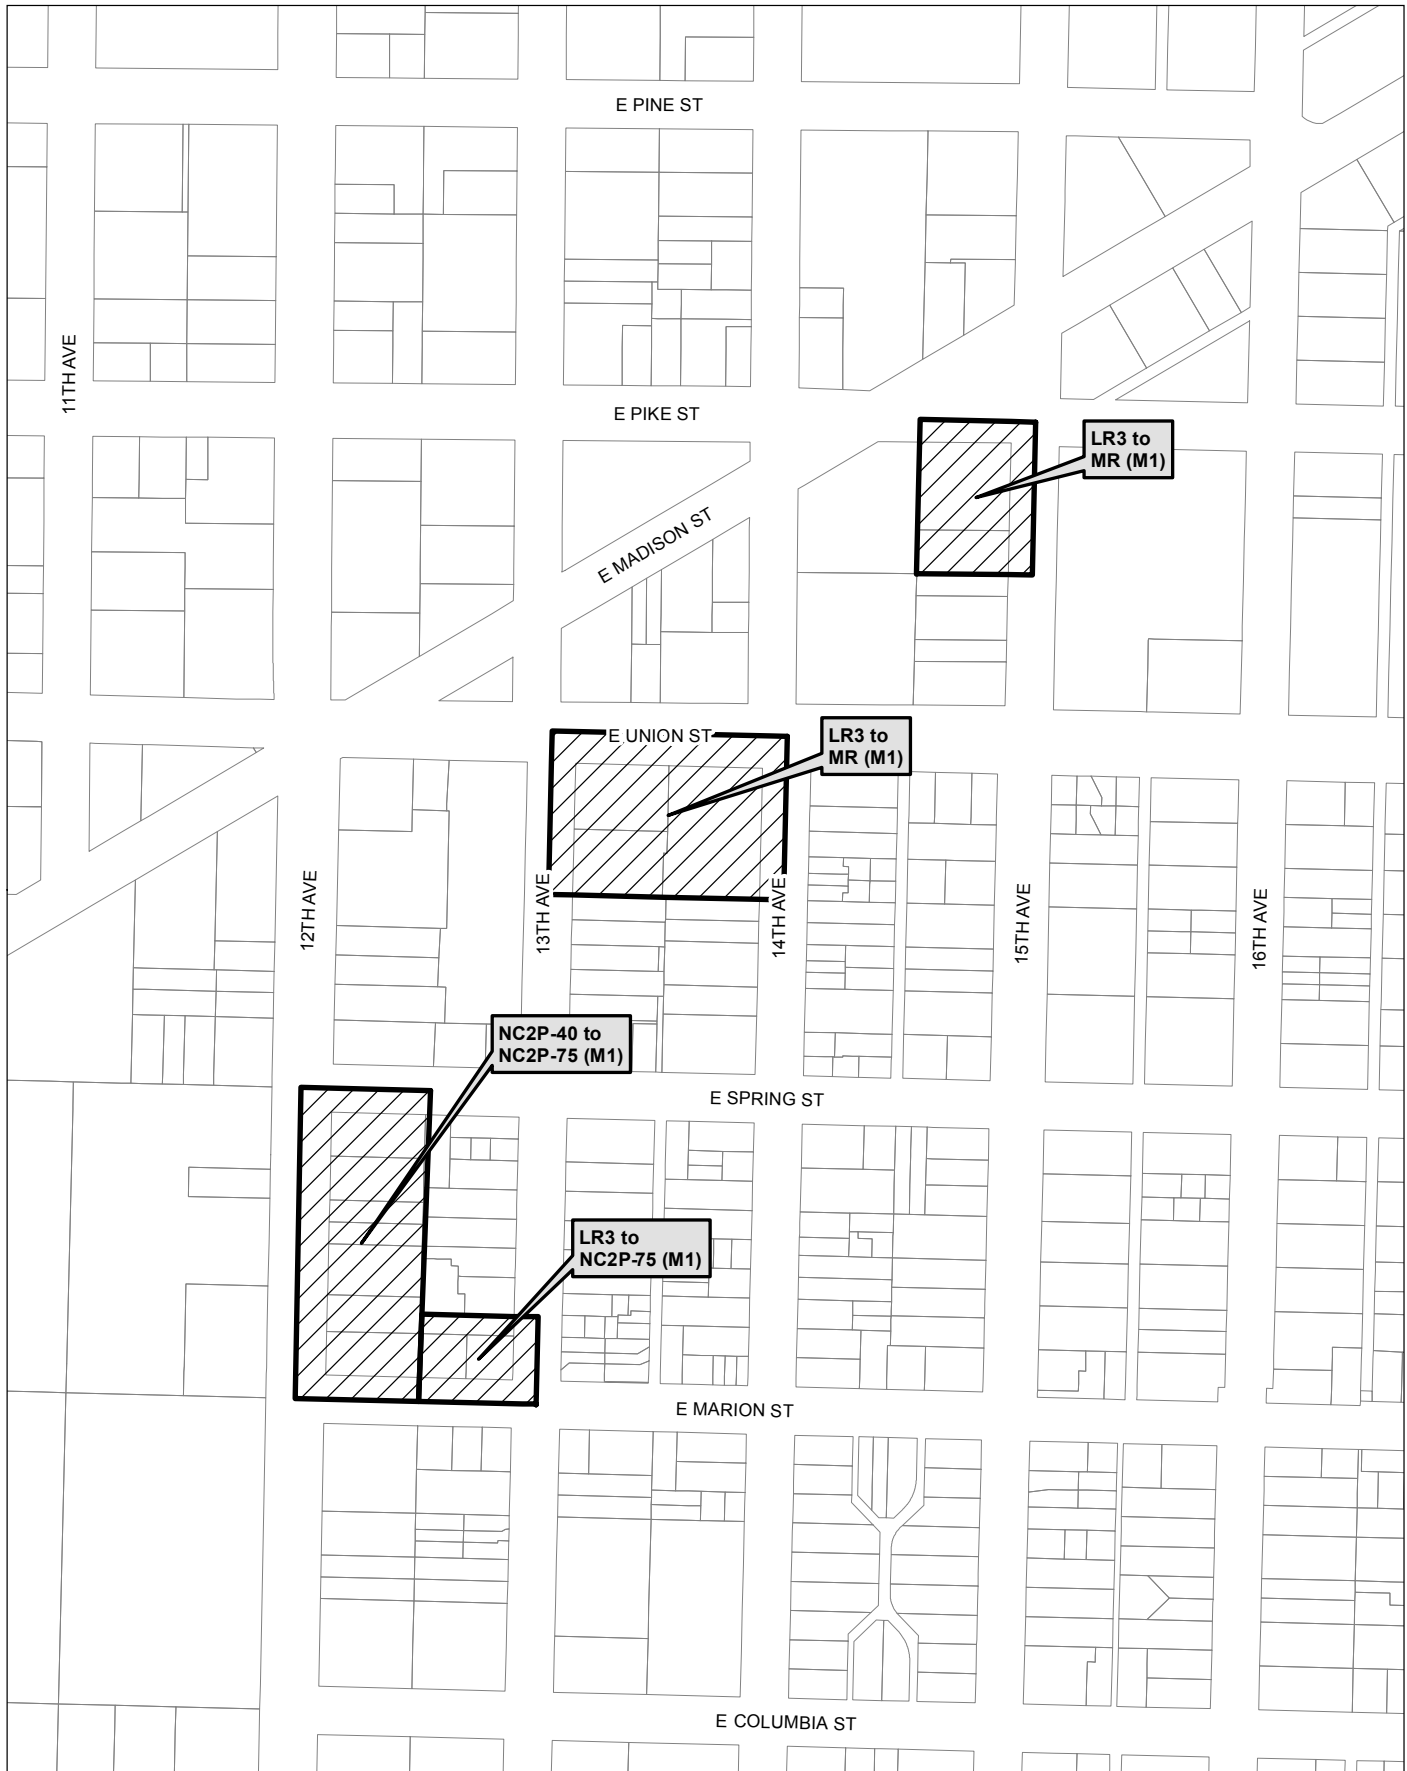 E PINE ST
11TH AVE
E PIKE ST
LR3 to
MR (M1)
E MADISON ST
E UNION ST
LR3 to
MR (M1)
12TH AVE
13TH AVE
14TH AVE
15TH AVE
16TH AVE
NC2P-40 to
NC2P-75 (M1)
E SPRING ST
LR3 to
NC2P-75 (M1)
E MARION ST
E COLUMBIA ST